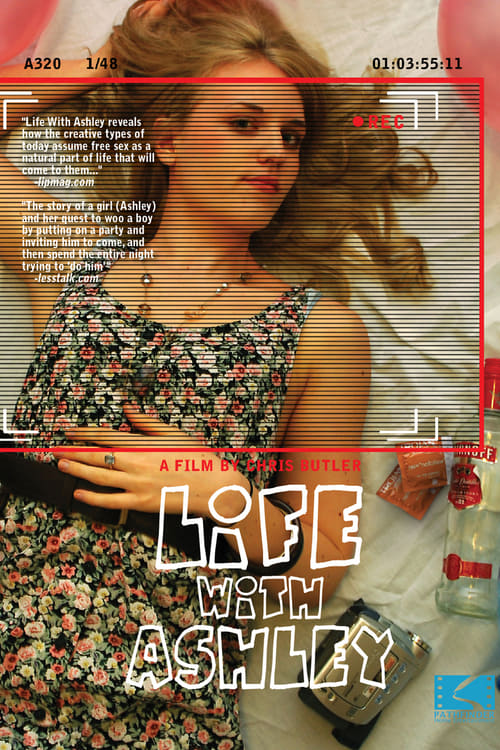 A320 1/48 01:03:55:11
REC
"Life With Ashley reveals
how the creative types of
today assume free sex as a
natural part of life that will
come to them..."
-lipmag.com
"The story of a girl (Ashley)
and her quest to woo a boy
by putting on a party and
inviting him to come, and
then spend the entire night
trying to 'do him'"
-lesstalk.com
A FILM BY CHRIS BUTLER
LiFE
WiTH
ASHLEY